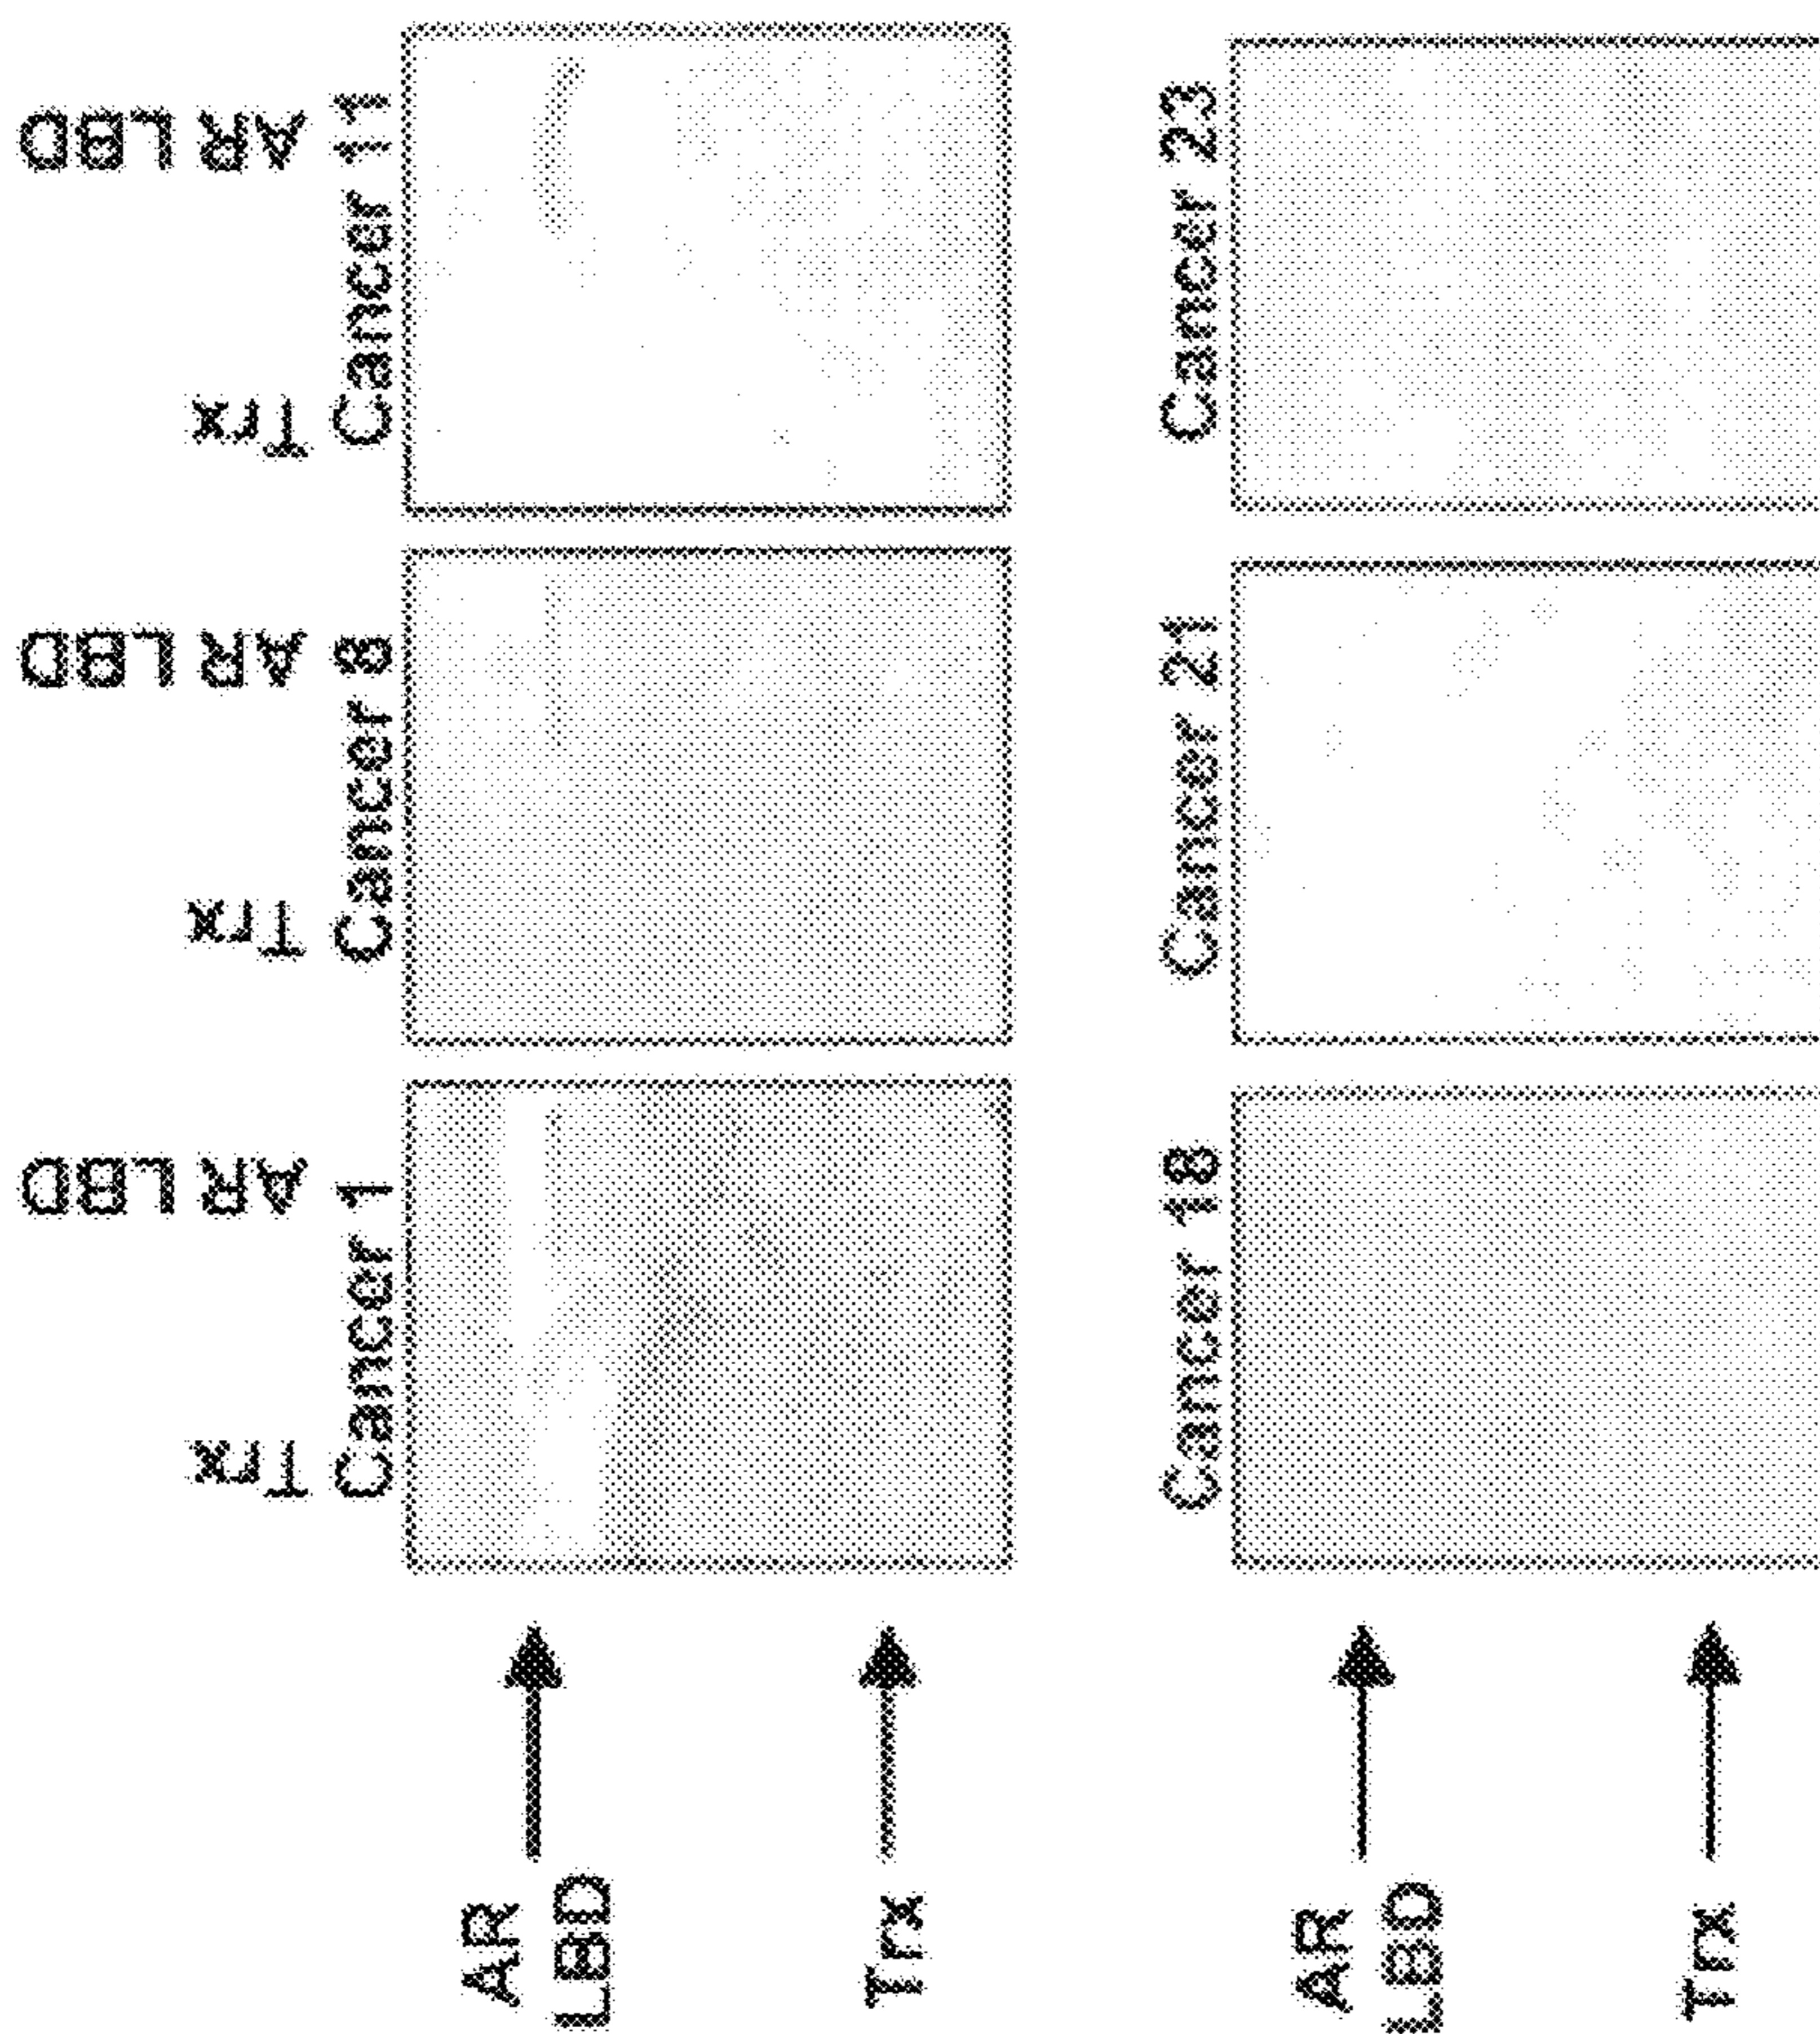 Trx
AR LBD
Trx
AR LBD
Trx
AR LBD
Cancer 1
Cancer 8
Cancer 11
AR
LBD
Trx
Cancer 18
Cancer 21
Cancer 23
AR
LBD
Trx